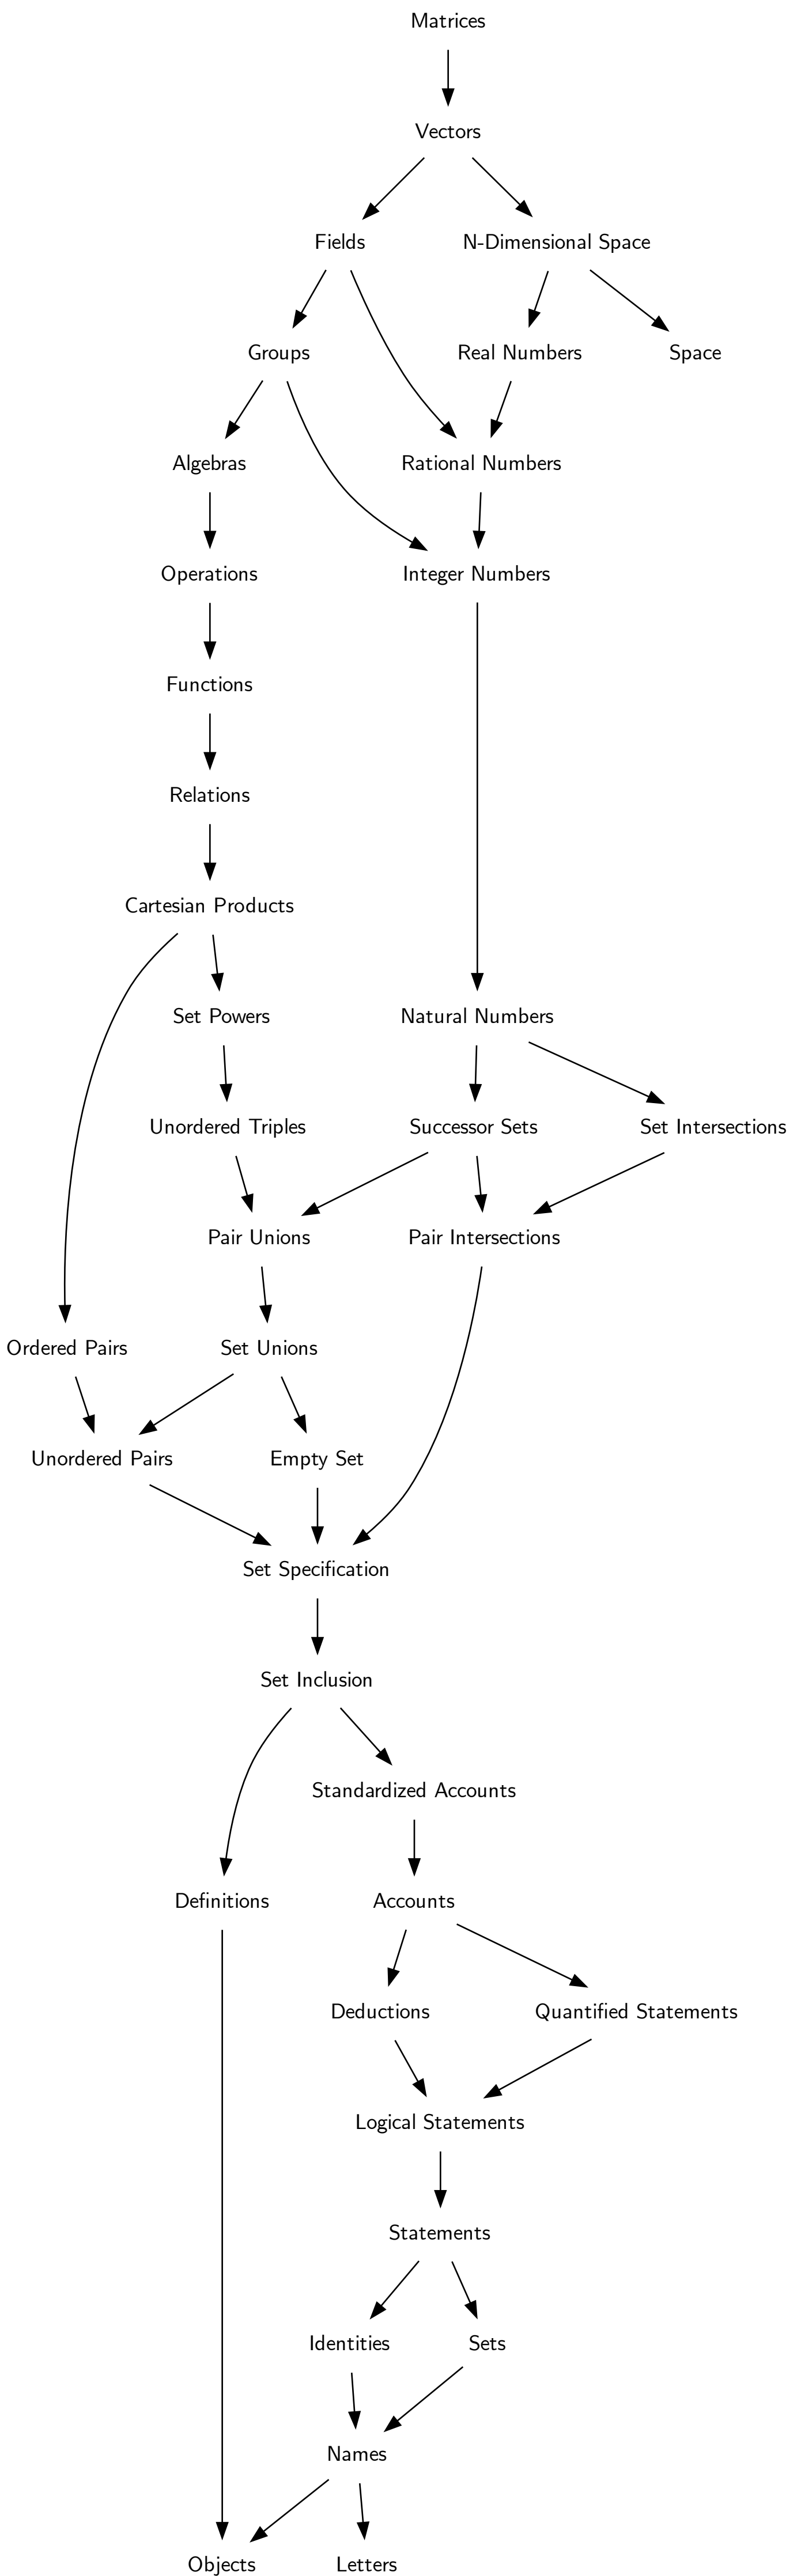 Matrices
Vectors
Fields
N-Dimensional Space
Groups
Real Numbers
Space
Algebras
Rational Numbers
Operations
Integer Numbers
Functions
Relations
Cartesian Products
Set Powers
Natural Numbers
Unordered Triples
Successor Sets
Set Intersections
Pair Unions
Pair Intersections
Ordered Pairs
Set Unions
Unordered Pairs
Empty Set
Set Specification
Set Inclusion
Standardized Accounts
Definitions
Accounts
Deductions
Quantified Statements
Logical Statements
Statements
Identities
Sets
Names
Objects
Letters